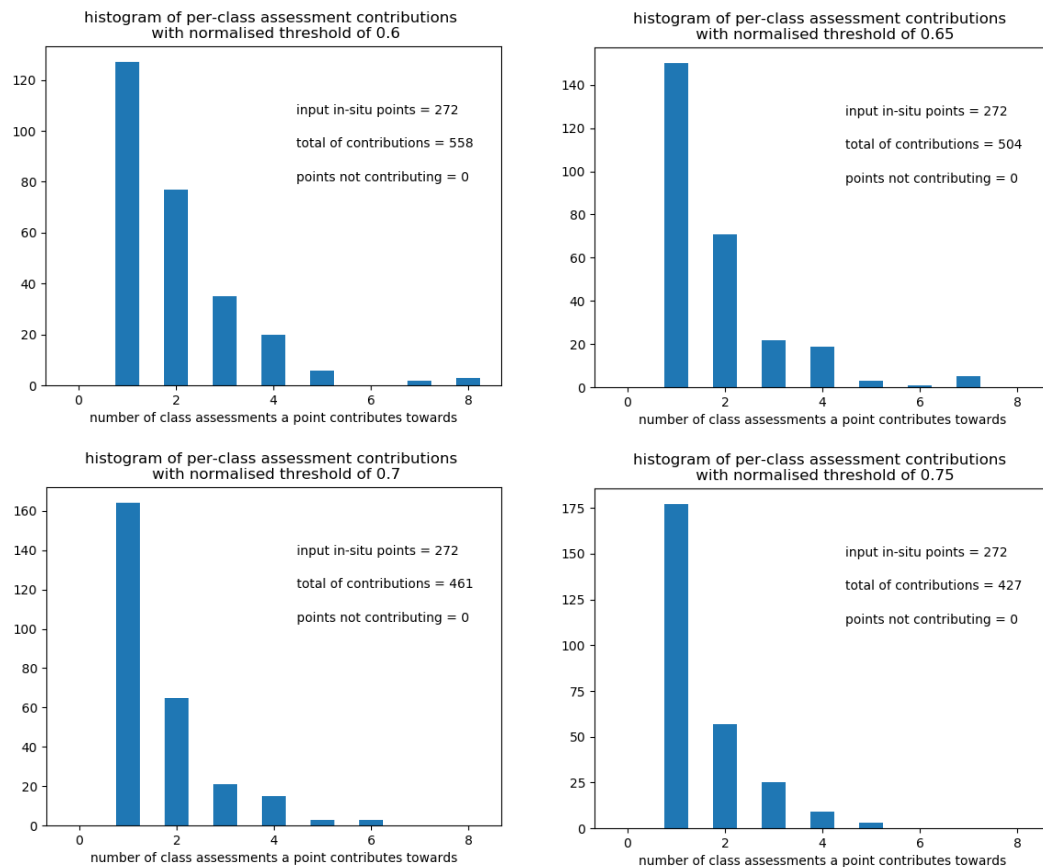 histogram of per-class assessment contributions
with normalised threshold of 0.6
120
100
80
60
40
20
0
input in-situ points = 272
total of contributions = 558
points not contributing = 0
0 2 4 6 8
number of class assessments a point contributes towards
histogram of per-class assessment contributions
with normalised threshold of 0.65
140
120
100
80
60
40
20
0
input in-situ points = 272
total of contributions = 504
points not contributing = 0
0 2 4 6 8
number of class assessments a point contributes towards
histogram of per-class assessment contributions
with normalised threshold of 0.7
160
140
120
100
80
60
40
20
0
input in-situ points = 272
total of contributions = 461
points not contributing = 0
0 2 4 6 8
number of class assessments a point contributes towards
histogram of per-class assessment contributions
with normalised threshold of 0.75
175
150
125
100
75
50
25
0
input in-situ points = 272
total of contributions = 427
points not contributing = 0
0 2 4 6 8
number of class assessments a point contributes towards